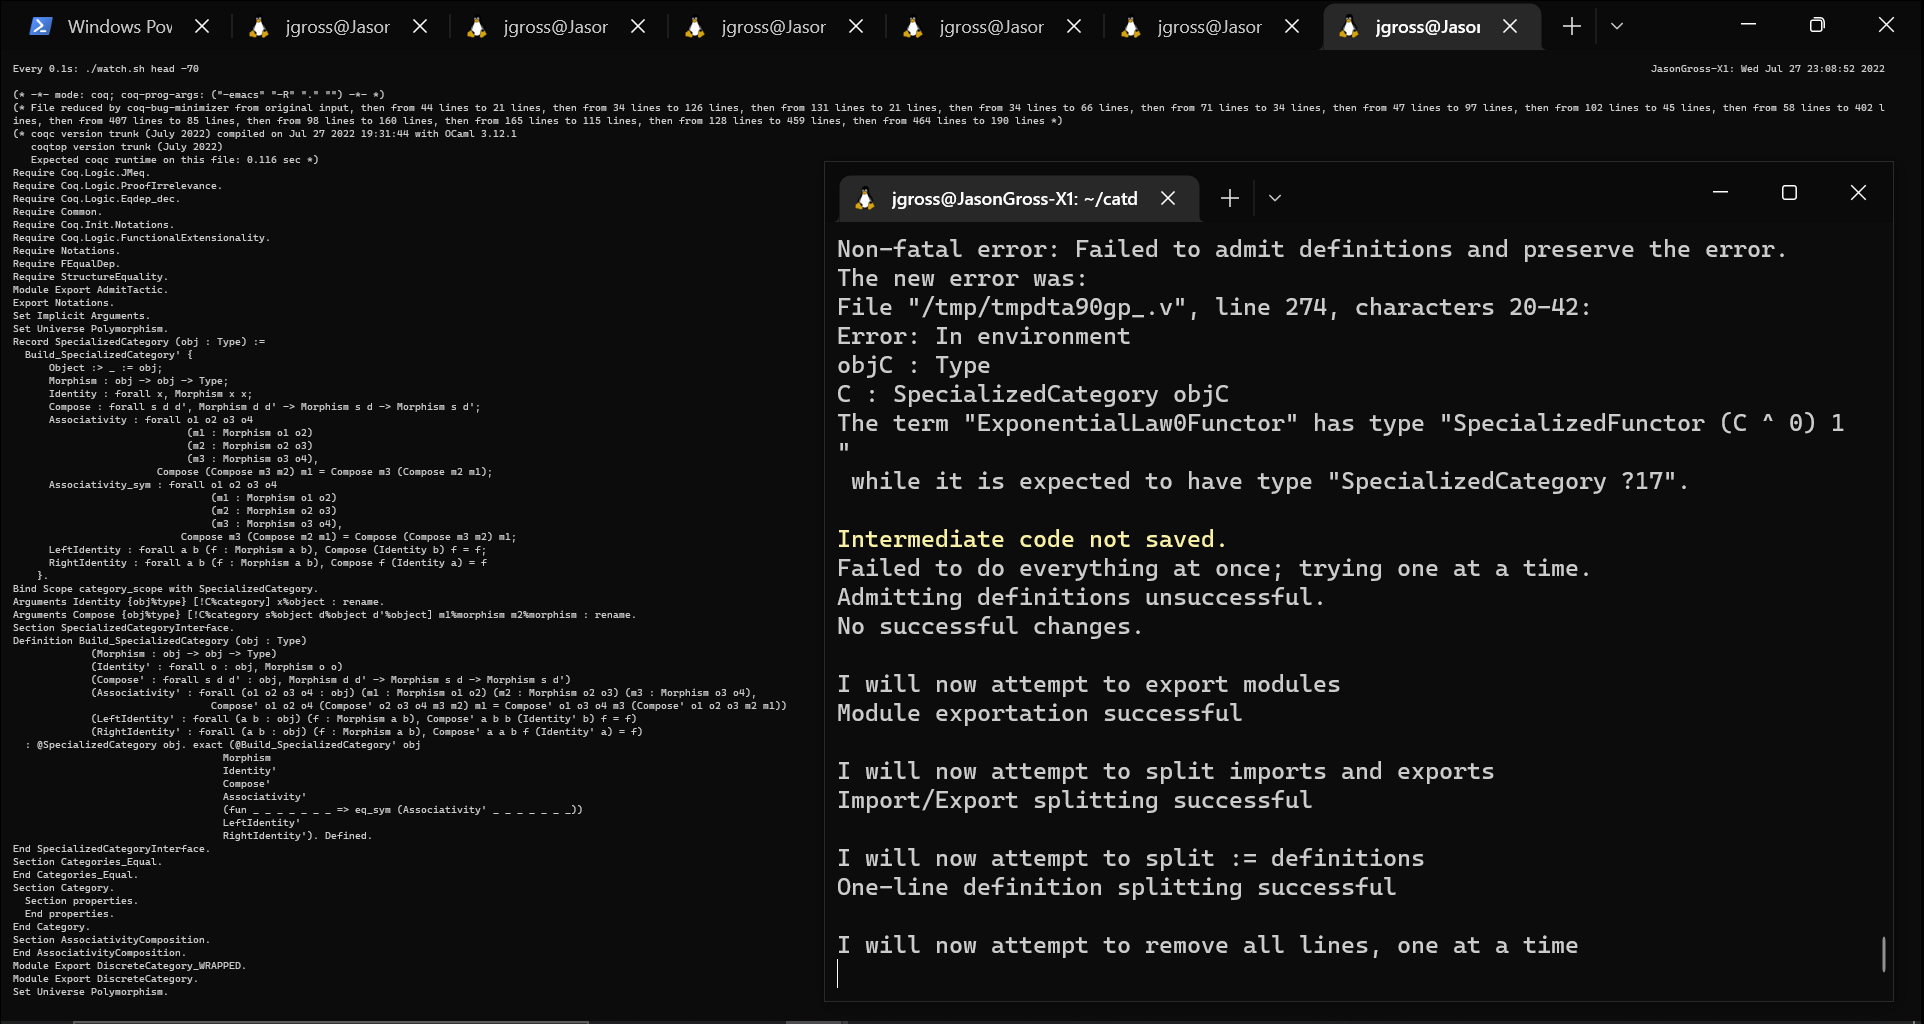 Windows Pov
jgross@Jasor
jgross@Jasor
jgross@Jasor
jgross@Jasor
jgross@Jasor
jgross@Jasor
Every 0.1s: ./watch.sh head -70
JasonGross-X1: Wed Jul 27 23:08:52 2022
(* -*- mode: coq; coq-prog-args: ("-emacs" "-R" "." "") -*- *)
(* File reduced by coq-bug-minimizer from original input, then from 44 lines to 21 lines, then from 34 lines to 126 lines, then from 131 lines to 21 lines, then from 34 lines to 66 lines, then from 71 lines to 34 lines, then from 47 lines to 97 lines, then from 102 lines to 45 lines, then from 58 lines to 402 l
ines, then from 407 lines to 85 lines, then from 98 lines to 160 lines, then from 165 lines to 115 lines, then from 128 lines to 459 lines, then from 464 lines to 190 lines *)
(* coqc version trunk (July 2022) compiled on Jul 27 2022 19:31:44 with OCaml 3.12.1
coqtop version trunk (July 2022)
Expected coqc runtime on this file: 0.116 sec *)
Require Coq.Logic.JMeq.
Require Coq.Logic.ProofIrrelevance.
Require Coq.Logic.Eqdep_dec.
Require Common.
Require Coq.Init.Notations.
Require Coq.Logic.FunctionalExtensionality.
Require Notations.
Require FEqualDep.
Require StructureEquality.
Module Export AdmitTactic.
Export Notations.
Set Implicit Arguments.
Set Universe Polymorphism.
Record SpecializedCategory (obj : Type) :=
Build_SpecializedCategory' {
Object :> _ := obj;
Morphism : obj -> obj -> Type;
Identity : forall x, Morphism x x;
Compose : forall s d d', Morphism d d' -> Morphism s d -> Morphism s d';
Associativity : forall o1 o2 o3 o4
(m1 : Morphism o1 o2)
(m2 : Morphism o2 o3)
(m3 : Morphism o3 o4),
Compose (Compose m3 m2) m1 = Compose m3 (Compose m2 m1);
Associativity_sym : forall o1 o2 o3 o4
(m1 : Morphism o1 o2)
(m2 : Morphism o2 o3)
(m3 : Morphism o3 o4),
Compose m3 (Compose m2 m1) = Compose (Compose m3 m2) m1;
LeftIdentity : forall a b (f : Morphism a b), Compose (Identity b) f = f;
RightIdentity : forall a b (f : Morphism a b), Compose f (Identity a) = f
}.
Bind Scope category_scope with SpecializedCategory.
Arguments Identity {obj%type} [!C%category] x%object : rename.
Arguments Compose {obj%type} [!C%category s%object d%object d'%object] m1%morphism m2%morphism : rename.
Section SpecializedCategoryInterface.
Definition Build_SpecializedCategory (obj : Type)
(Morphism : obj -> obj -> Type)
(Identity' : forall o : obj, Morphism o o)
(Compose' : forall s d d' : obj, Morphism d d' -> Morphism s d -> Morphism s d')
(Associativity' : forall (o1 o2 o3 o4 : obj) (m1 : Morphism o1 o2) (m2 : Morphism o2 o3) (m3 : Morphism o3 o4),
Compose' o1 o2 o4 (Compose' o2 o3 o4 m3 m2) m1 = Compose' o1 o3 o4 m3 (Compose' o1 o2 o3 m2 m1))
(LeftIdentity' : forall (a b : obj) (f : Morphism a b), Compose' a b b (Identity' b) f = f)
(RightIdentity' : forall (a b : obj) (f : Morphism a b), Compose' a a b f (Identity' a) = f)
: @SpecializedCategory obj. exact (@Build_SpecializedCategory' obj
Morphism
Identity'
Compose'
Associativity'
(fun _ _ _ _ _ _ _ => eq_sym (Associativity' _ _ _ _ _ _ _))
LeftIdentity'
RightIdentity'). Defined.
End SpecializedCategoryInterface.
Section Categories_Equal.
End Categories_Equal.
Section Category.
Section properties.
End properties.
End Category.
Section AssociativityComposition.
End AssociativityComposition.
Module Export DiscreteCategory_WRAPPED.
Module Export DiscreteCategory.
Set Universe Polymorphism.
jgross@JasonGross-X1: ~/catd
Non-fatal error: Failed to admit definitions and preserve the error.
The new error was:
File "/tmp/tmpdta90gp_.v", line 274, characters 20-42:
Error: In environment
objC : Type
C : SpecializedCategory objC
The term "ExponentialLaw0Functor" has type "SpecializedFunctor (C ^ 0) 1
"
while it is expected to have type "SpecializedCategory ?17".
Intermediate code not saved.
Failed to do everything at once; trying one at a time.
Admitting definitions unsuccessful.
No successful changes.
I will now attempt to export modules
Module exportation successful
I will now attempt to split imports and exports
Import/Export splitting successful
I will now attempt to split := definitions
One-line definition splitting successful
I will now attempt to remove all lines, one at a time